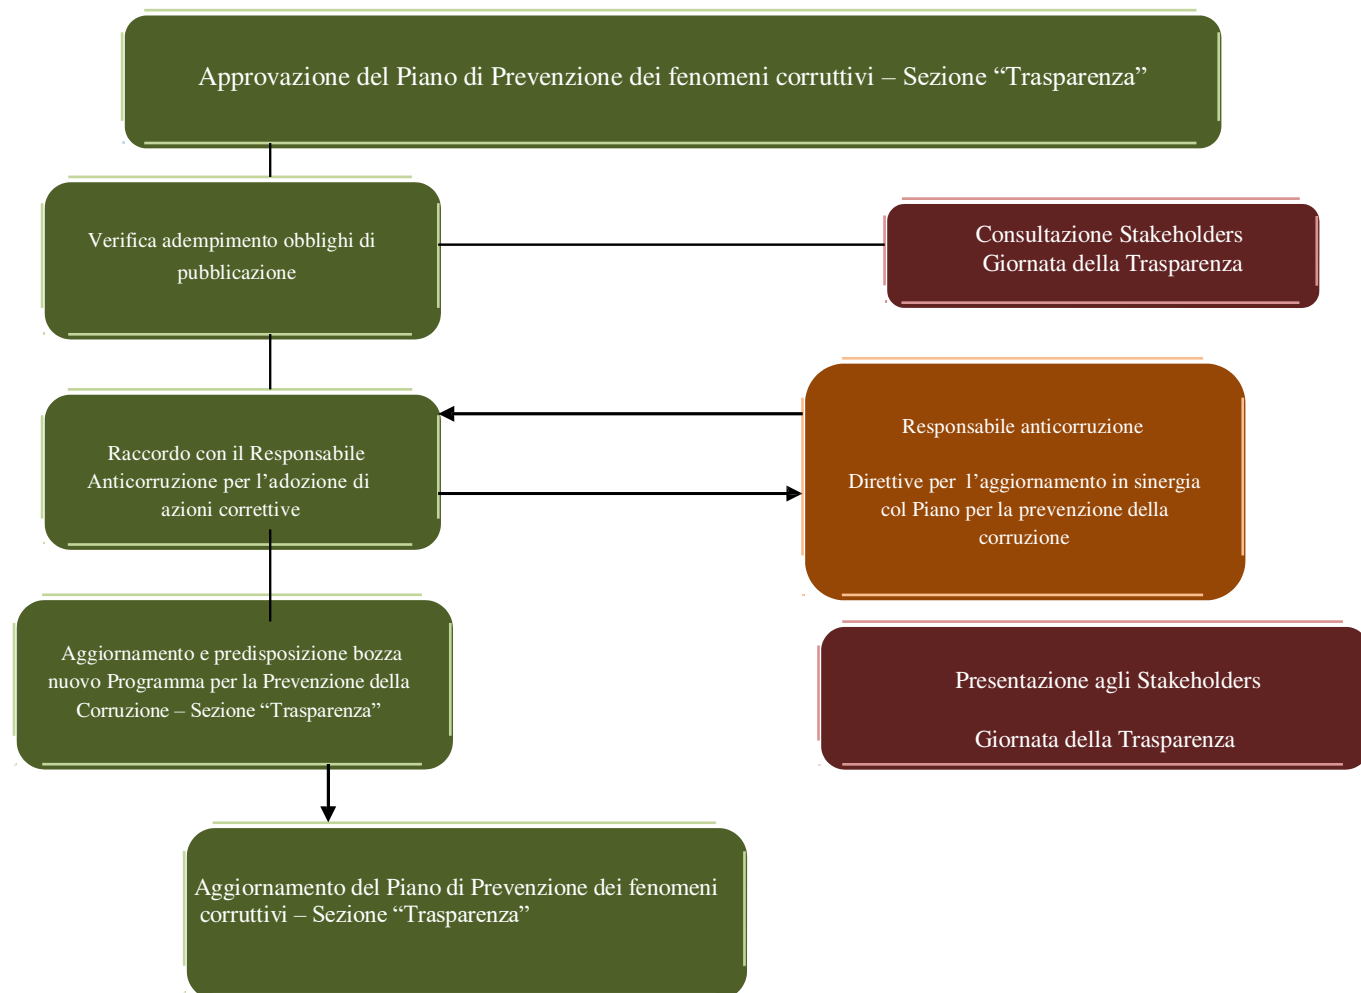 Approvazione del Piano di Prevenzione dei fenomeni corruttivi – Sezione “Trasparenza”
Verifica adempimento obblighi di
pubblicazione
Consultazione Stakeholders
Giornata della Trasparenza
Raccordo con il Responsabile
Anticorruzione per l’adozione di
azioni correttive
Responsabile anticorruzione
Direttive per l’aggiornamento in sinergia
col Piano per la prevenzione della
corruzione
Aggiornamento e predisposizione bozza
nuovo Programma per la Prevenzione della
Corruzione – Sezione “Trasparenza”
Presentazione agli Stakeholders
Giornata della Trasparenza
Aggiornamento del Piano di Prevenzione dei fenomeni
corruttivi – Sezione “Trasparenza”